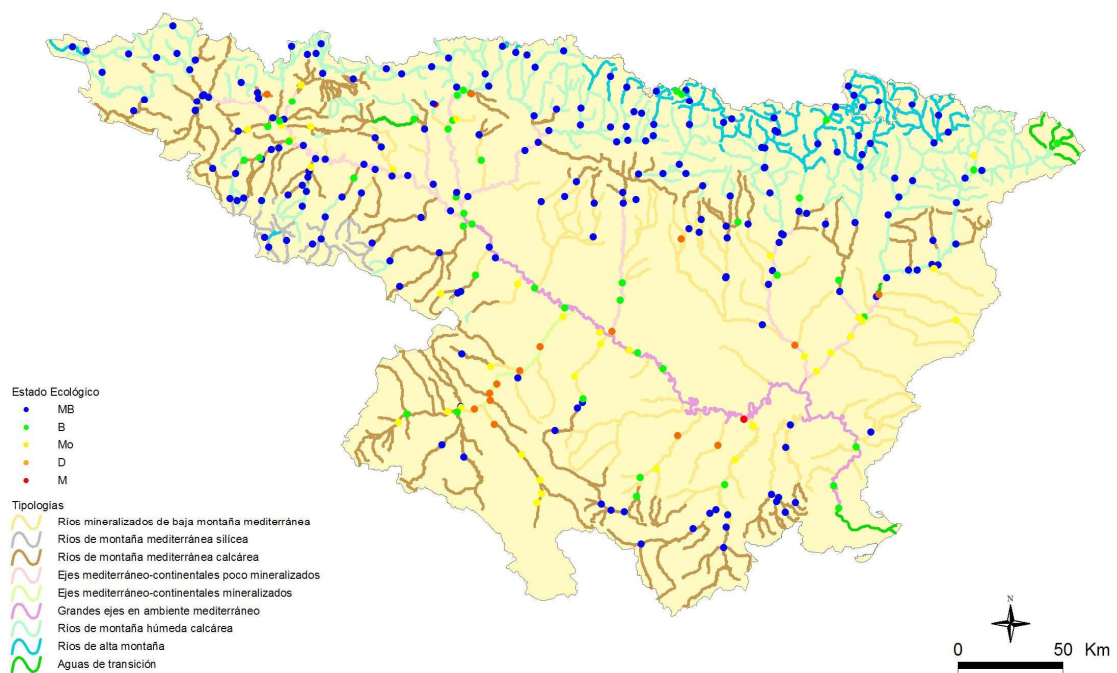 Estado Ecológico
MB
B
Mo
D
M
Tipologías
Ríos mineralizados de baja montaña mediterránea
Ríos de montaña mediterránea silícea
Ríos de montaña mediterránea calcárea
Ejes mediterráneo-continentales poco mineralizados
Ejes mediterráneo-continentales mineralizados
Grandes ejes en ambiente mediterráneo
Ríos de montaña húmeda calcárea
Ríos de alta montaña
Aguas de transición
N
0 50 Km